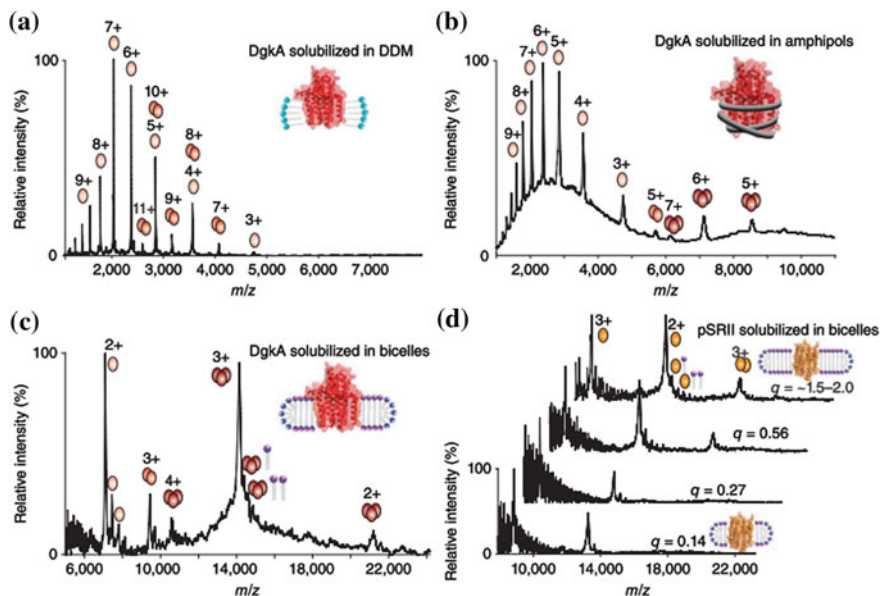 (a)
DgkA solubilized in DDM
Relative intensity (%)
100
0
9+
8+
7+
6+
11+
10+
5+
9+
8+
4+
7+
3+
2,000 3,000 4,000 5,000 7,000
m/z
(b)
DgkA solubilized in amphipols
Relative intensity (%)
100
0
9+
8+
7+
6+
5+
4+
3+
5+
7+
6+
5+
2,000 4,000 6,000 8,000 10,000
m/z
(c)
DgkA solubilized in bicelles
Relative intensity (%)
100
0
2+
3+
4+
3+
2+
6,000 10,000 14,000 18,000 22,000
m/z
(d)
pSRII solubilized in bicelles
Relative intensity (%)
100
0
3+
2+
3+
q = ~1.5–2.0
q = 0.56
q = 0.27
q = 0.14
8,000 14,000 18,000 22,000
m/z